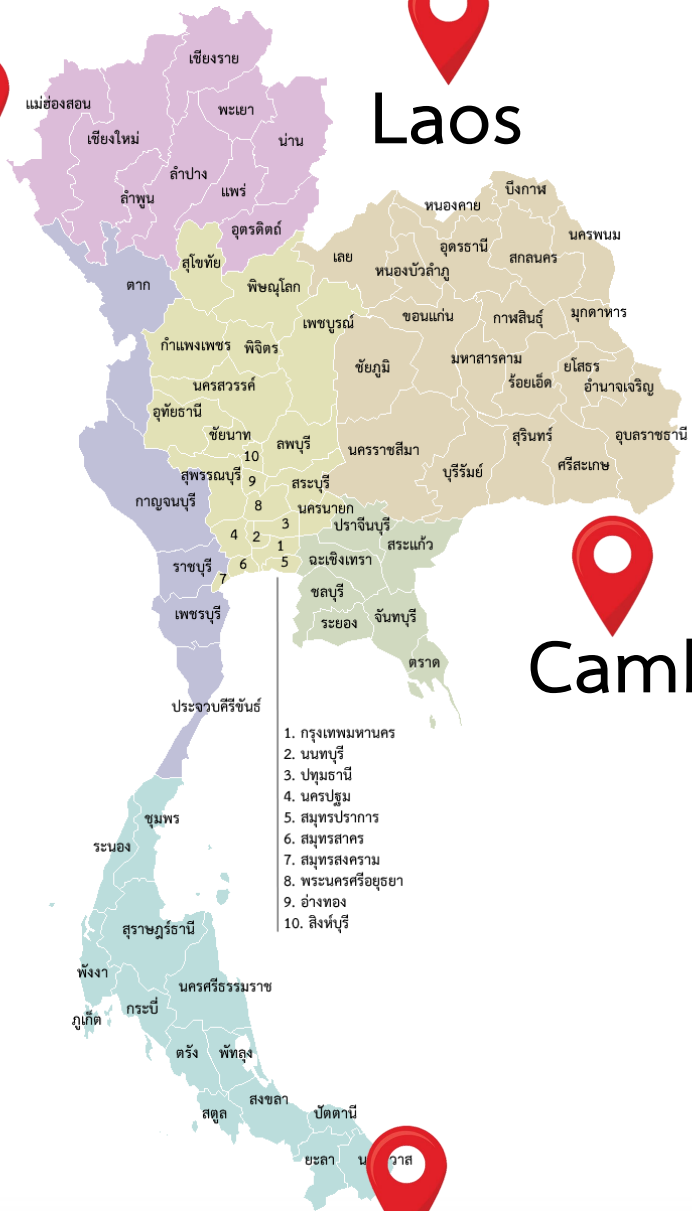 เชียงราย
แม่ฮ่องสอน
พะเยา
เชียงใหม่
น่าน
ลำปาง
แพร่
ลำพูน
อุตรดิตถ์
Laos
บึงกาฬ
หนองคาย
นครพนม
อุดรธานี
สกลนคร
เลย
หนองบัวลำภู
สุโขทัย
ตาก
พิษณุโลก
เพชบูรณ์
ขอนแก่น
กาฬสินธุ์
มุกดาหาร
กำแพงเพชร
พิจิตร
ชัยภูมิ
มหาสารคาม
ยโสธร
ร้อยเอ็ด
อำนาจเจริญ
นครสวรรค์
อุทัยธานี
ชัยนาท
ลพบุรี
นครราชสีมา
สุรินทร์
อุบลราชธานี
บุรีรัมย์
ศรีสะเกษ
10
สุพรรณบุรี
9
สระบุรี
กาญจนบุรี
8
นครนายก
3
ปราจีนบุรี
4
2
1
สระแก้ว
ราชบุรี
6
5
ฉะเชิงเทรา
7
ชลบุรี
เพชรบุรี
ระยอง
จันทบุรี
ตราด
Caml
ประจวบคีรีขันธ์
1. กรุงเทพมหานคร
2. นนทบุรี
3. ปทุมธานี
4. นครปฐม
5. สมุทรปราการ
6. สมุทรสาคร
7. สมุทรสงคราม
8. พระนครศรีอยุธยา
9. อ่างทอง
10. สิงห์บุรี
ชุมพร
ระนอง
สุราษฎร์ธานี
พังงา
นครศรีธรรมราช
กระบี่
ภูเก็ต
ตรัง
พัทลุง
สงขลา
สตูล
ปัตตานี
ยะลา